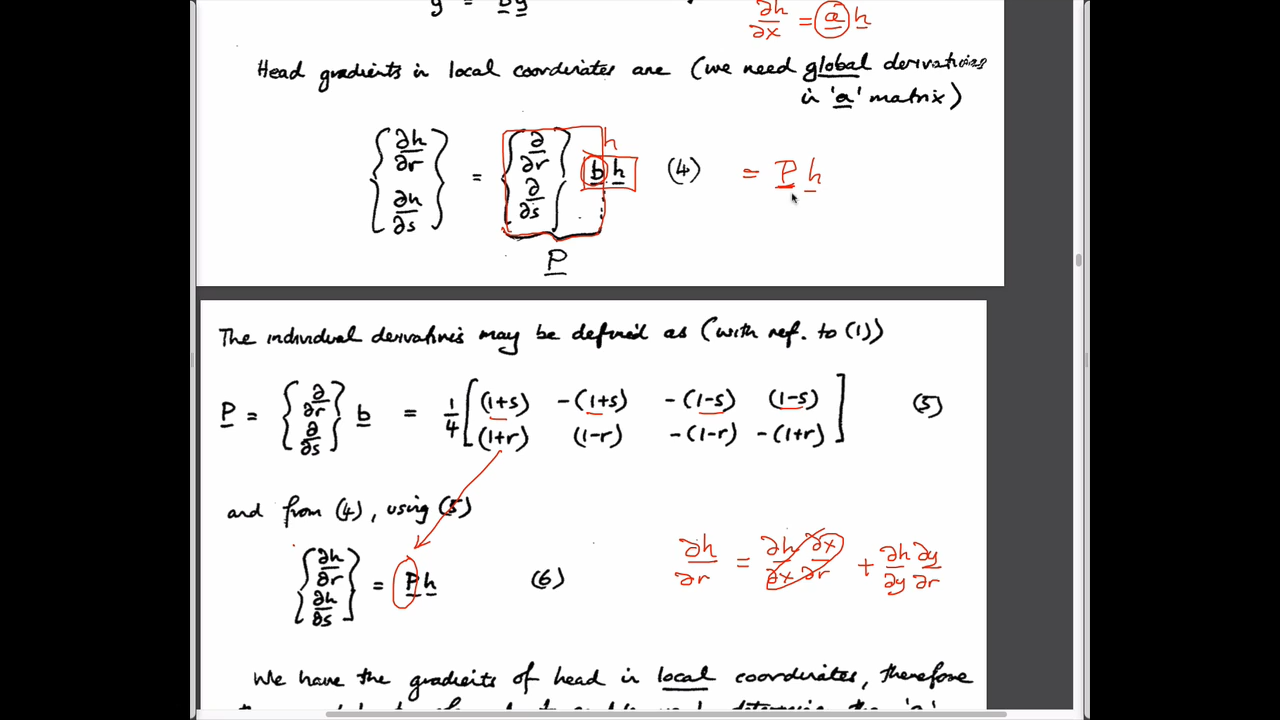 y = b y
∂h/∂x = a h
Head gradients in local coordinates are (we need global derivatives
in 'a' matrix)
{∂h/∂r ∂h/∂s} = {∂/∂r ∂/∂s} b h (4) = P h
h
P
The individual derivatives may be defined as (with ref. to (1))
P = {∂/∂r ∂/∂s} b = 1/4 [(1+s) -(1+s) -(1-s) (1-s) (5)
(1+r) (1-r) -(1-r) -(1+r)]
and from (4), using (5)
{∂h/∂r ∂h/∂s} = P h (6)
∂h/∂r = ∂h/∂x ∂x/∂r + ∂h/∂y ∂y/∂r
We have the gradients of head in local coordinates, therefore